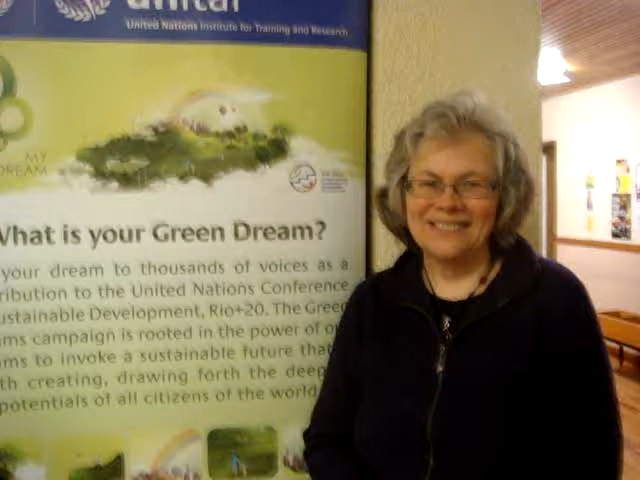 unitar
United Nations Institute for Training and Research
MY
DREAM
What is your Green Dream?
your dream to thousands of voices as a
ribution to the United Nations Conference
ustainable Development, Rio+20. The Green
ms campaign is rooted in the power of o
ms to invoke a sustainable future that
th creating, drawing forth the deep
potentials of all citizens of the world